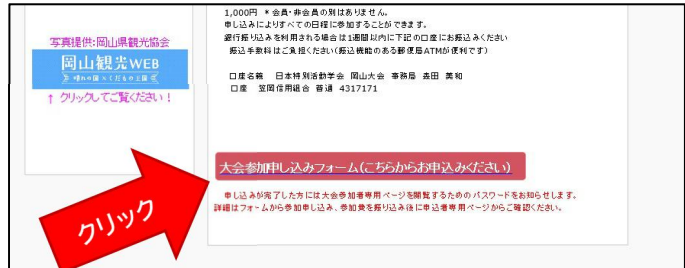 1,000円 *会員・非会員の別はありません。
申し込みによりすべての日程に参加することができます。
銀行振り込みを利用される場合は1週間以内に下記の口座にお振込みください
振込手数料はご負担ください(振込機能のある郵便局ATMが便利です)
口座名義 日本特別活動学会 岡山大会 事務局 森田 美和
口座 笠岡信用組合 普通 4317171
写真提供:岡山県観光協会
岡山観光WEB
晴れの国×くだもの王国
↑ クリックしてご覧ください!
大会参加申し込みフォーム(こちらからお申込みください)
申し込みが完了した方には大会参加者専用ページを閲覧するためのパスワードをお知らせします。
詳細はフォームから参加申し込み、参加費を振り込み後に申込者専用ページからご確認ください。
クリック